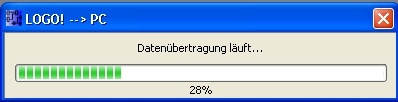 LOGO! --> PC
Datenübertragung läuft...
28%